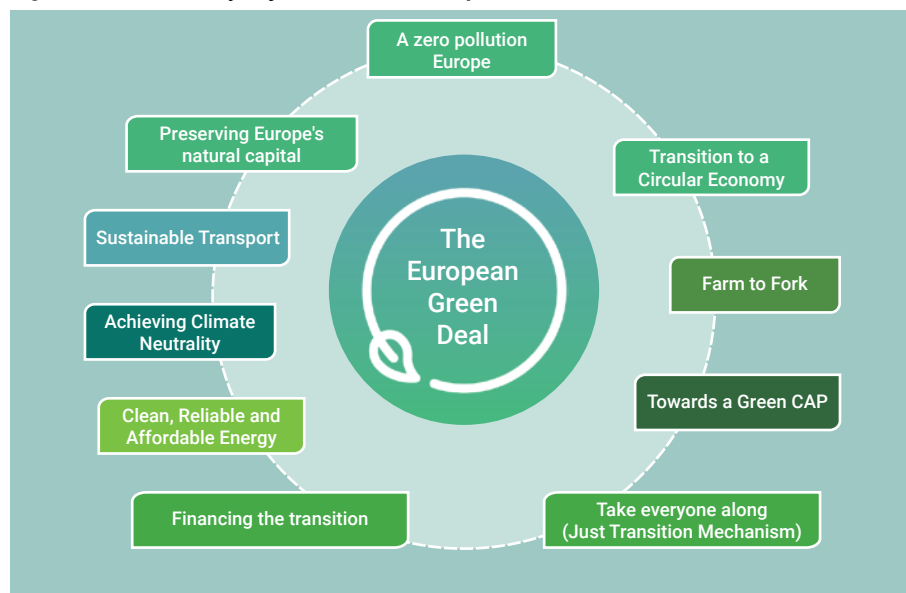 A zero pollution
Europe
Preserving Europe's
natural capital
Transition to a
Circular Economy
Sustainable Transport
The
European
Green
Deal
Farm to Fork
Achieving Climate
Neutrality
Towards a Green CAP
Clean, Reliable and
Affordable Energy
Financing the transition
Take everyone along
(Just Transition Mechanism)